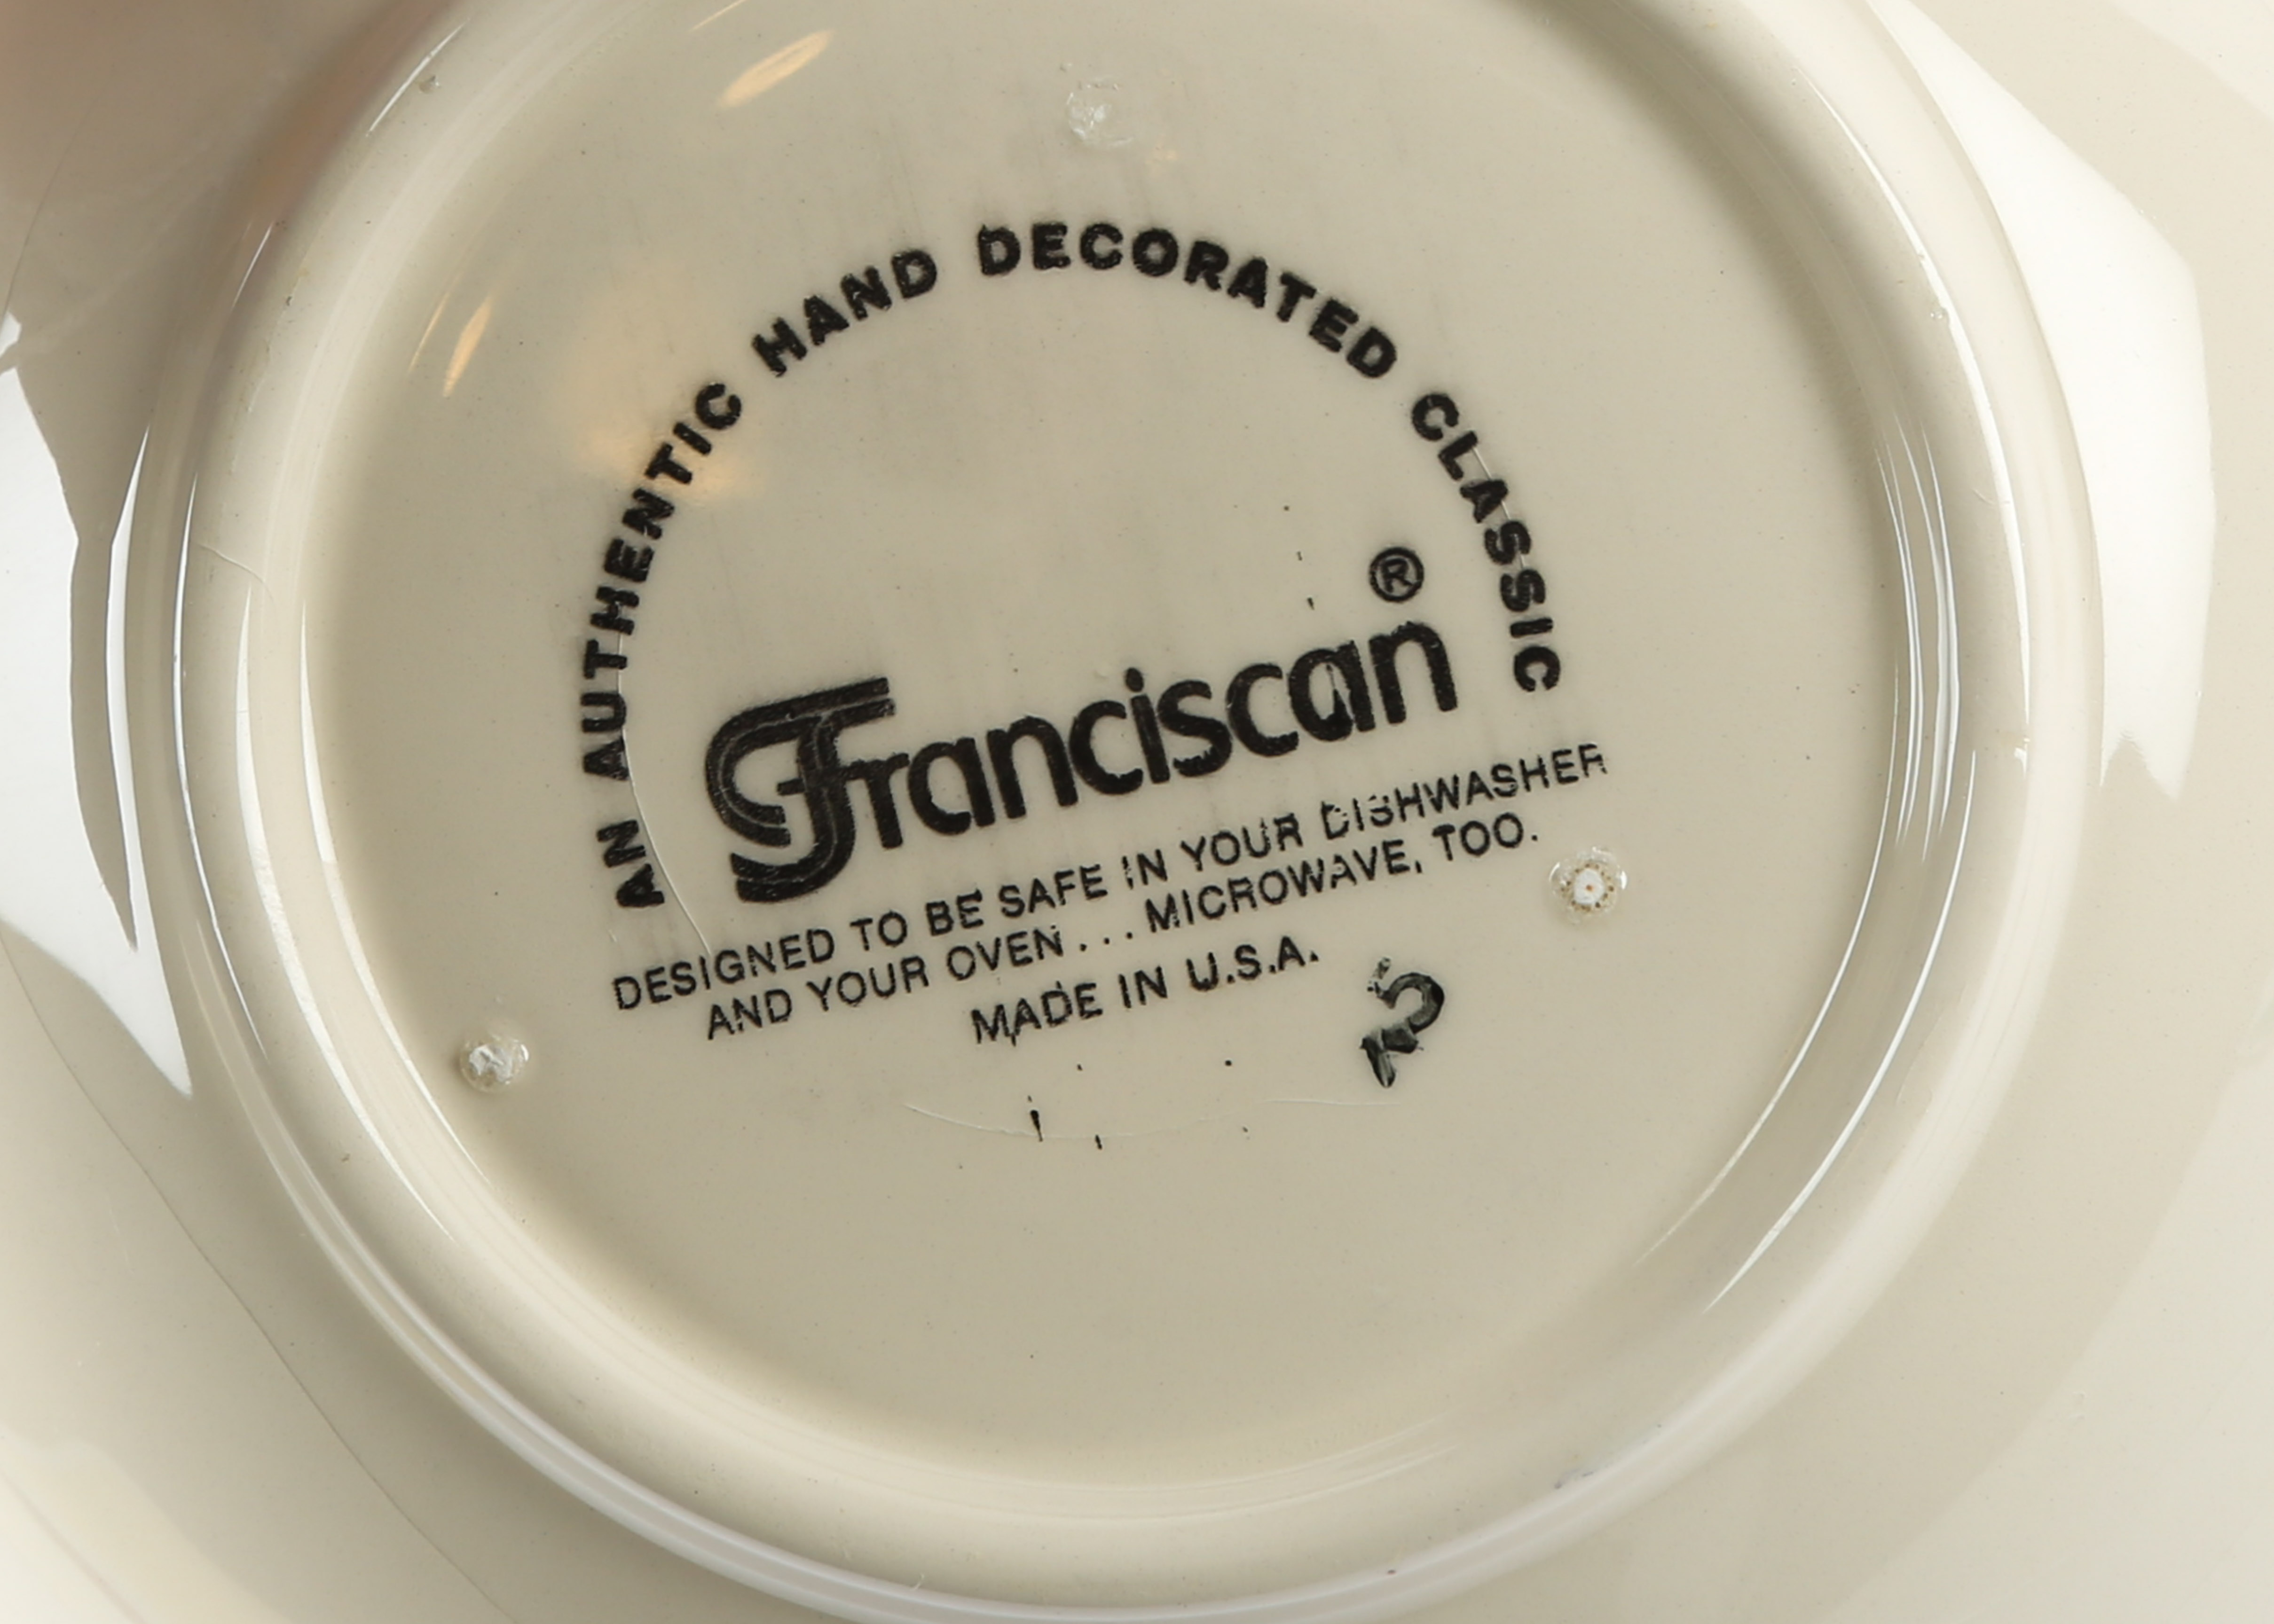 AN AUTHENTIC HAND DECORATED CLASSIC
Franciscan®
DESIGNED TO BE SAFE IN YOUR DISHWASHER
AND YOUR OVEN... MICROWAVE, TOO.
MADE IN U.S.A.